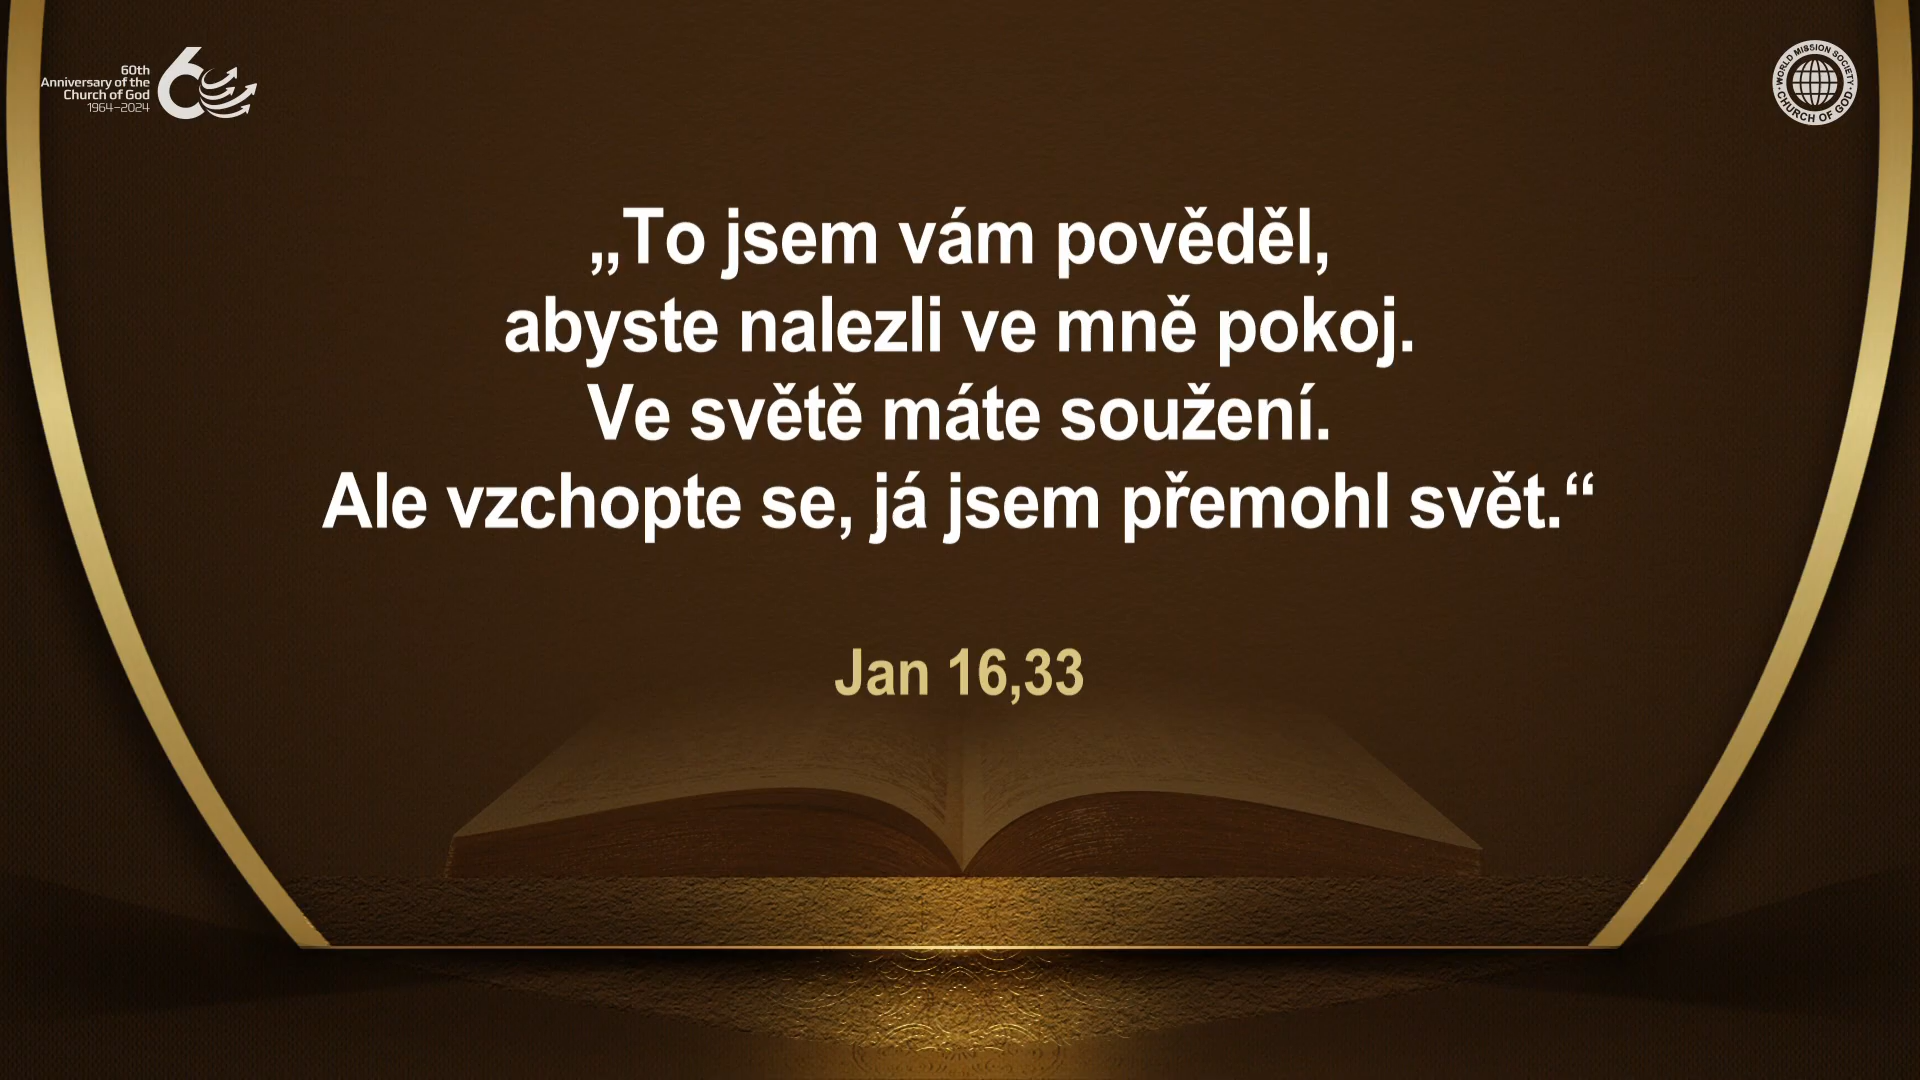 60th
Anniversary of the
Church of God
1964–2024
60
WORLD MISSION SOCIETY
CHURCH OF GOD
„To jsem vám pověděl,
abyste nalezli ve mně pokoj.
Ve světě máte soužení.
Ale vzchopte se, já jsem přemohl svět.“
Jan 16,33